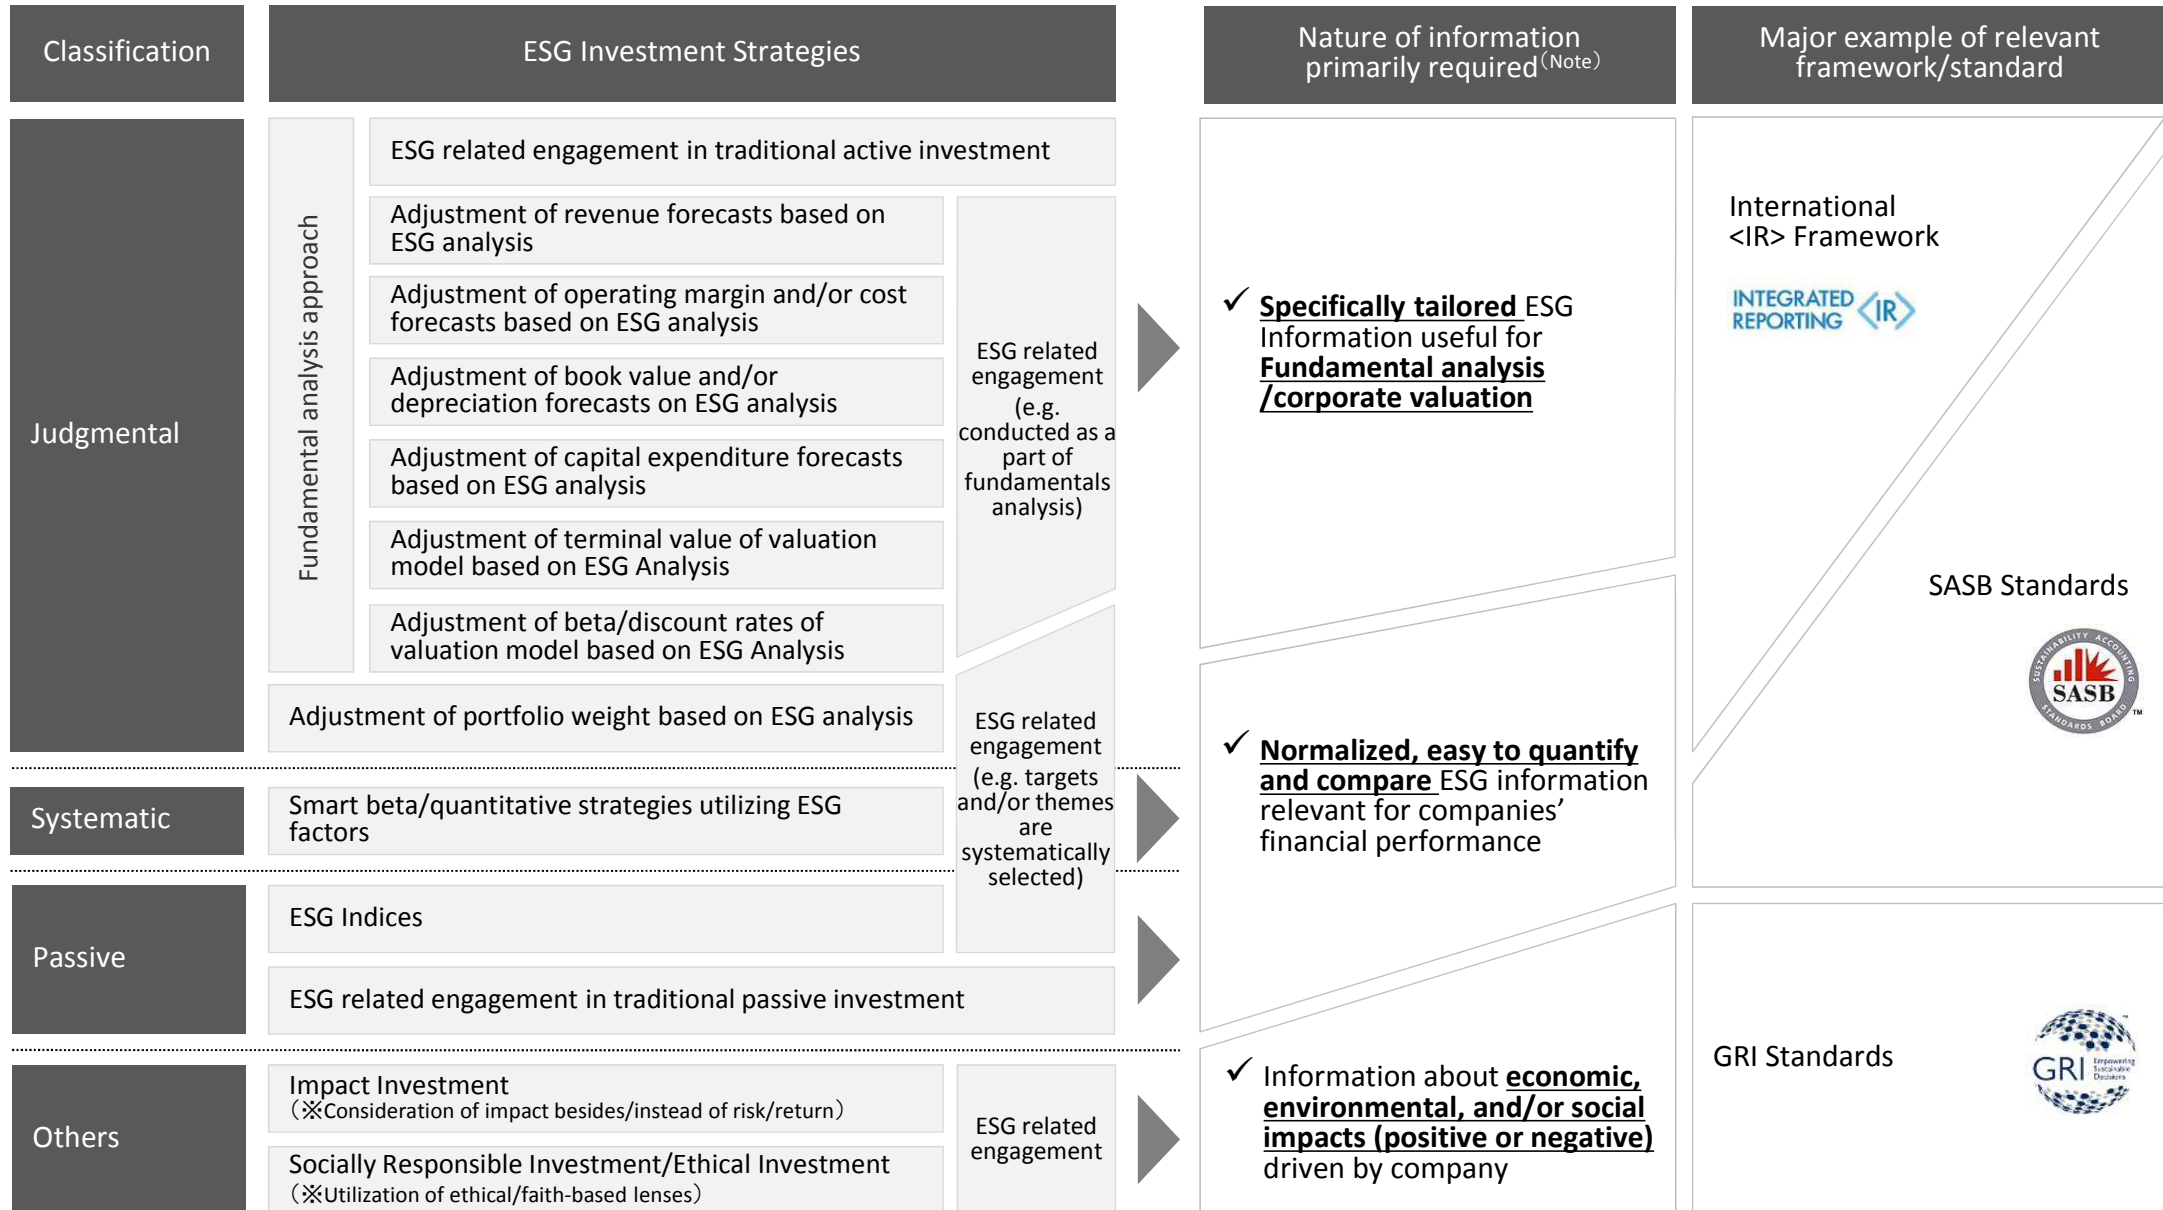 Classification
ESG Investment Strategies
Nature of information
primarily required（Note）
Major example of relevant
framework/standard
Judgmental
Fundamental analysis approach
ESG related engagement in traditional active investment
Adjustment of revenue forecasts based on
ESG analysis
Adjustment of operating margin and/or cost
forecasts based on ESG analysis
Adjustment of book value and/or
depreciation forecasts on ESG analysis
Adjustment of capital expenditure forecasts
based on ESG analysis
Adjustment of terminal value of valuation
model based on ESG Analysis
Adjustment of beta/discount rates of
valuation model based on ESG Analysis
Adjustment of portfolio weight based on ESG analysis
ESG related
engagement
(e.g.
conducted as a
part of
fundamentals
analysis)
✓ Specifically tailored ESG
Information useful for
Fundamental analysis
/corporate valuation
International
<IR> Framework
INTEGRATED
REPORTING <IR>
SASB Standards
SUSTAINABILITY ACCOUNTING
SASB
STANDARDS BOARD
TM
Systematic
Smart beta/quantitative strategies utilizing ESG
factors
ESG related
engagement
(e.g. targets
and/or themes
are
systematically
selected)
✓ Normalized, easy to quantify
and compare ESG information
relevant for companies’
financial performance
Passive
ESG Indices
ESG related engagement in traditional passive investment
Others
Impact Investment
（※Consideration of impact besides/instead of risk/return）
Socially Responsible Investment/Ethical Investment
（※Utilization of ethical/faith-based lenses）
ESG related
engagement
✓ Information about economic,
environmental, and/or social
impacts (positive or negative)
driven by company
GRI Standards
GRI
Empowering
Sustainable
Decisions